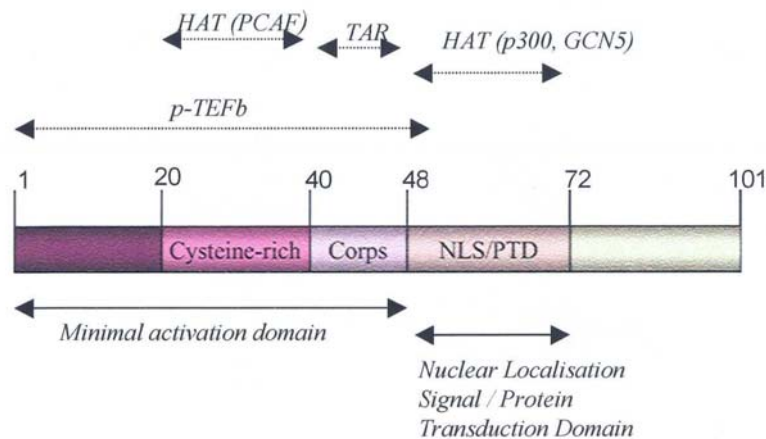 HAT (PCAF) TAR
HAT (p300, GCN5)
p-TEFb
1 20 40 48 72 101
Cysteine-rich Corps NLS/PTD
Minimal activation domain
Nuclear Localisation
Signal / Protein
Transduction Domain